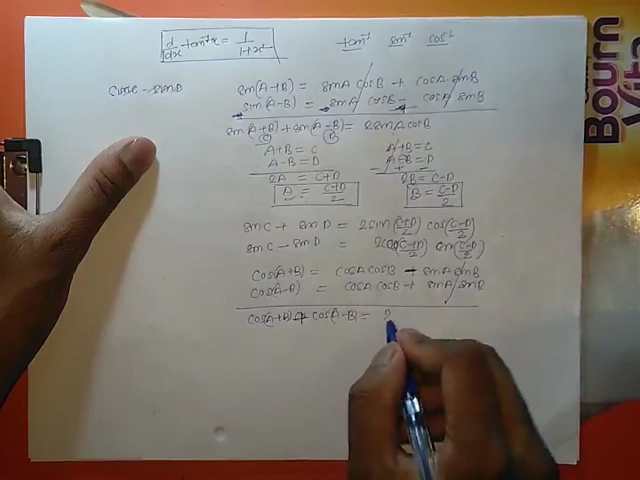 d/dx tan⁻¹x = 1/1+x² tan⁻¹ sin⁻¹ cos⁻¹
sin(A+B) = sinA cosB + cosA sinB
sin(A-B) = sinA cosB - cosA sinB
sin(A+B) + sin(A-B) = 2sinA cosB
(C) (D)
A+B = C A+B = C
A-B = D A-B = D
2A = C+D 2B = C-D
A = C+D/2 B = C-D/2
sinC + sinD = 2sin(C+D/2) cos(C-D/2)
sinC - sinD = 2cos(C+D/2) sin(C-D/2)
cos(A+B) = cosA cosB - sinA sinB
cos(A-B) = cosA cosB + sinA sinB
cos(A+B) + cos(A-B) = 2
Bourn
Vita